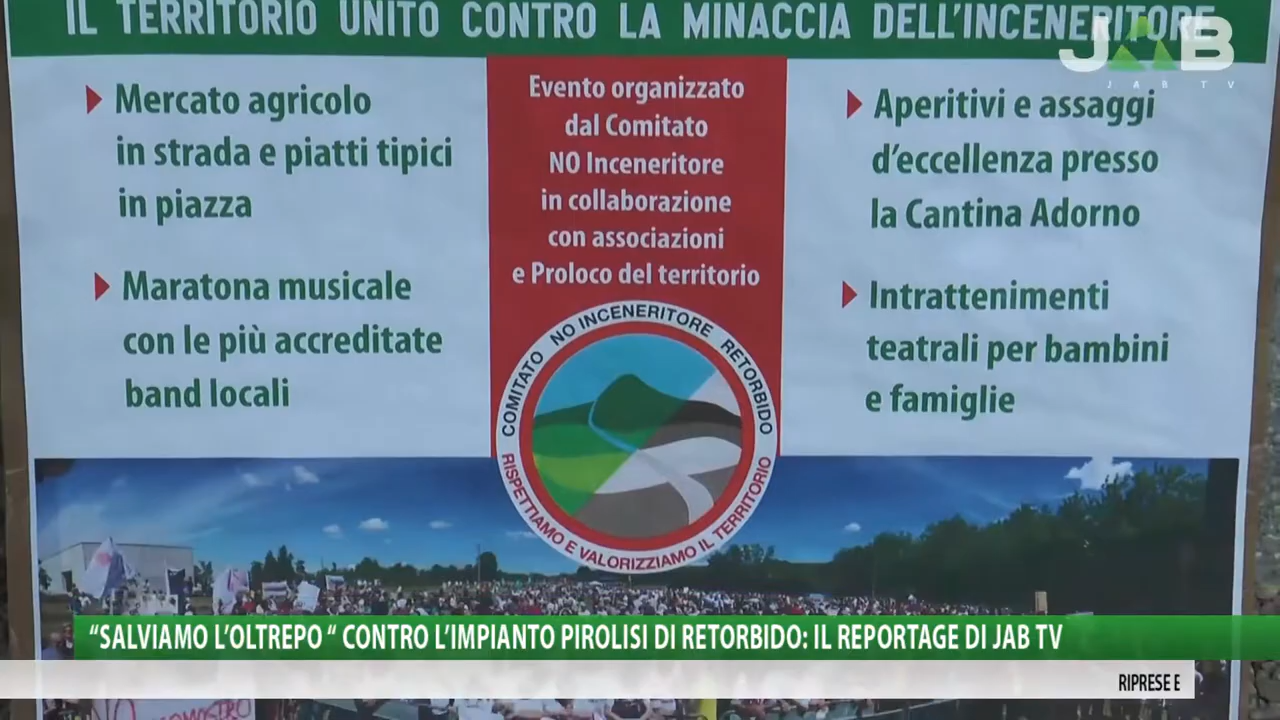 IL TERRITORIO UNITO CONTRO LA MINACCIA DELL'INCENERITORE
JAB
JAB TV
Mercato agricolo
in strada e piatti tipici
in piazza
Maratona musicale
con le più accreditate
band locali
Evento organizzato
dal Comitato
NO Inceneritore
in collaborazione
con associazioni
e Proloco del territorio
COMITATO NO INCENERITORE RETORBIDO
RISPETTIAMO E VALORIZZIAMO IL TERRITORIO
Aperitivi e assaggi
d'eccellenza presso
la Cantina Adorno
Intrattenimenti
teatrali per bambini
e famiglie
“SALVIAMO L'OLTREPO “ CONTRO L'IMPIANTO PIROLISI DI RETORBIDO: IL REPORTAGE DI JAB TV
RIPRESE E
NO